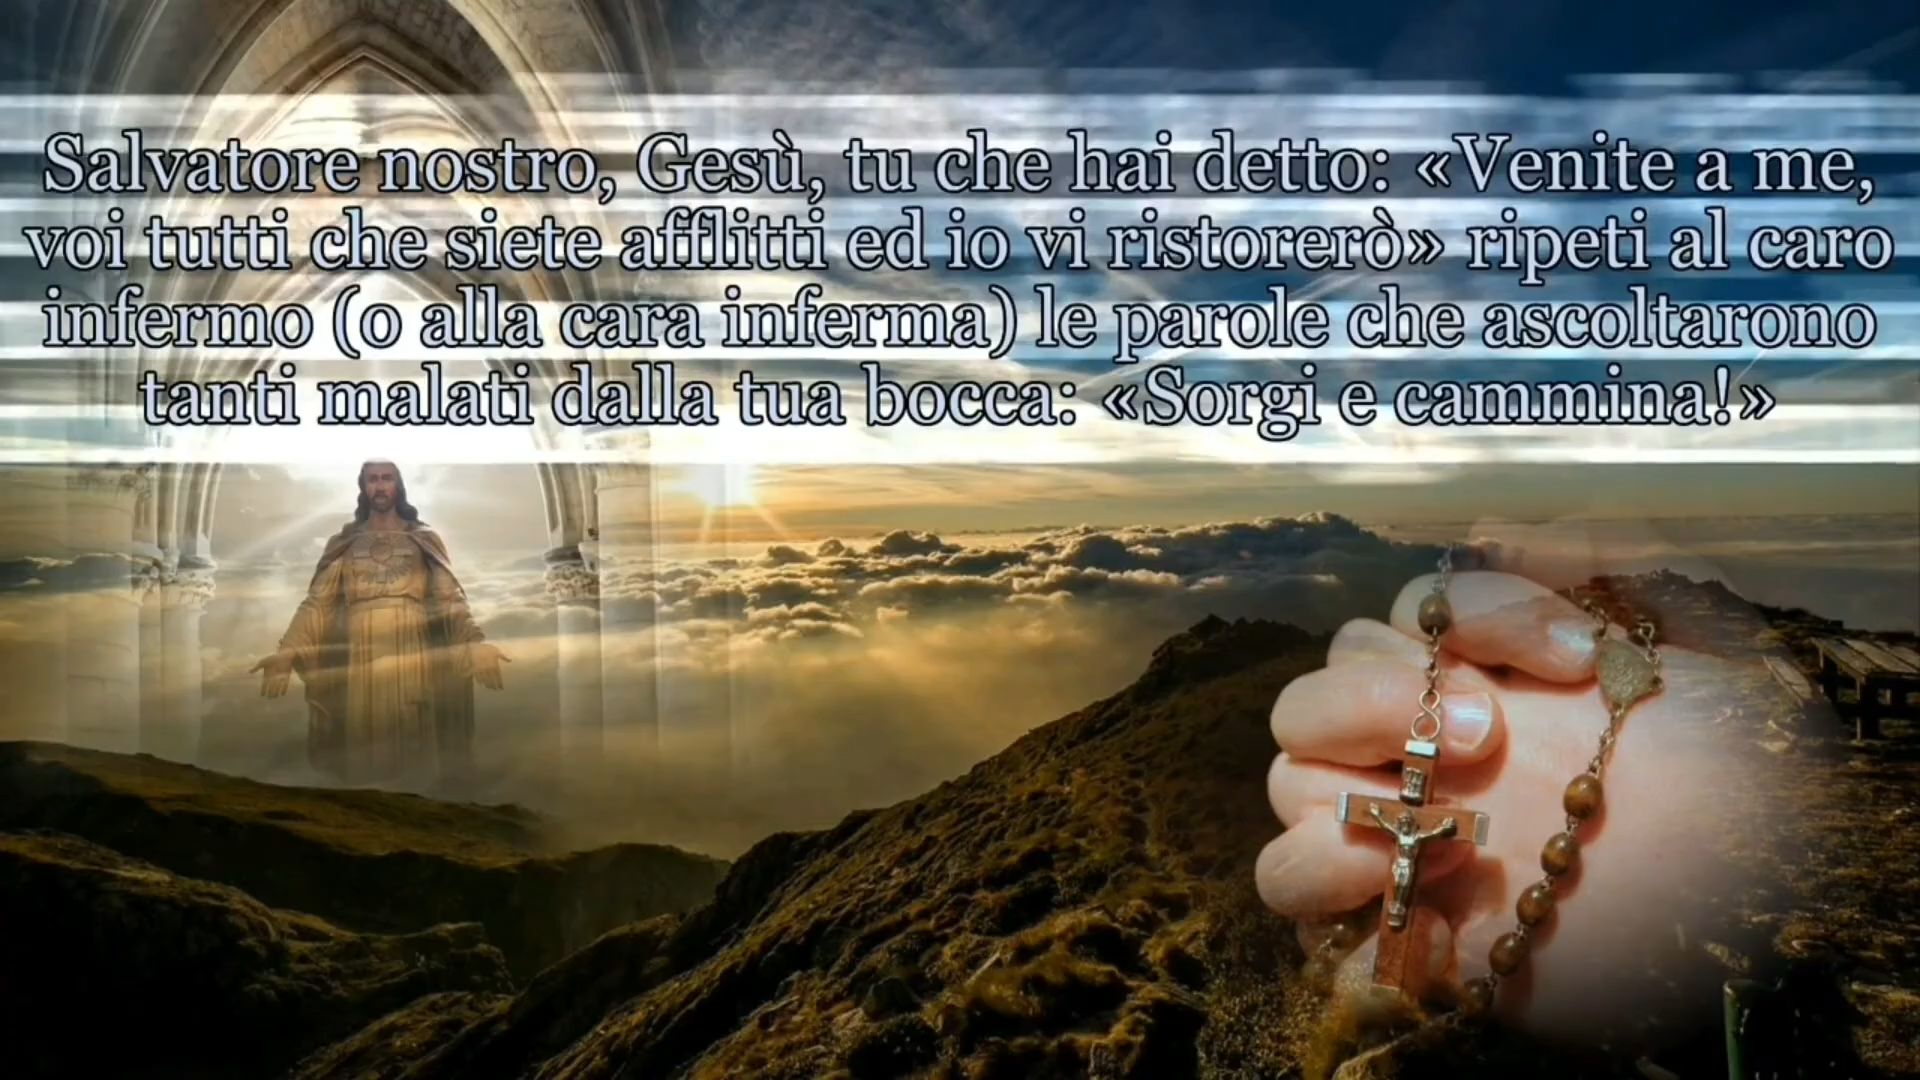 Salvatore nostro, Gesù, tu che hai detto: «Venite a me,
voi tutti che siete afflitti ed io vi ristorerò» ripeti al caro
infermo (o alla cara inferma) le parole che ascoltarono
tanti malati dalla tua bocca: «Sorgi e cammina!»